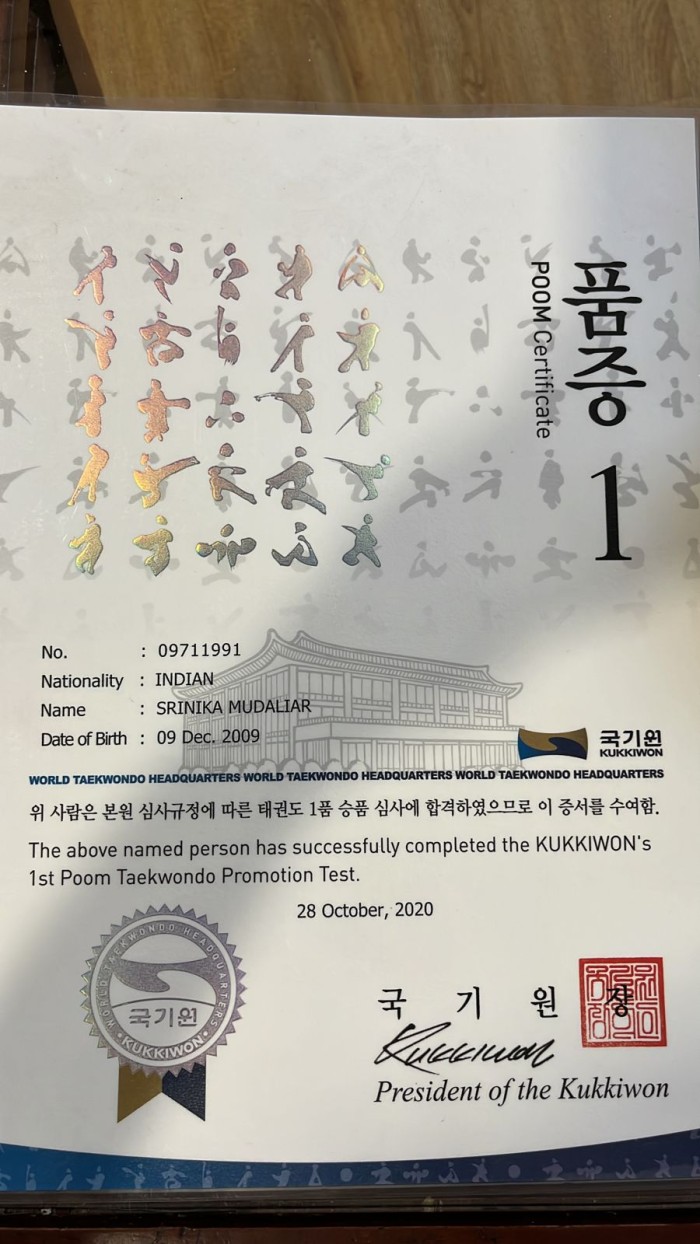 품증
POOM Certificate
1
No. : 09711991
Nationality : INDIAN
Name : SRINIKA MUDALIAR
Date of Birth : 09 Dec. 2009
국기원
KUKKIWON
WORLD TAEKWONDO HEADQUARTERS WORLD TAEKWONDO HEADQUARTERS WORLD TAEKWONDO HEADQUARTERS
위 사람은 본원 심사규정에 따른 태권도 1품 승품 심사에 합격하였으므로 이 증서를 수여함.
The above named person has successfully completed the KUKKIWON's
1st Poom Taekwondo Promotion Test.
28 October, 2020
WORLD TAEKWONDO HEADQUARTERS
국기원
·KUKKIWON·
국 기 원 장
Kukkiwon
President of the Kukkiwon